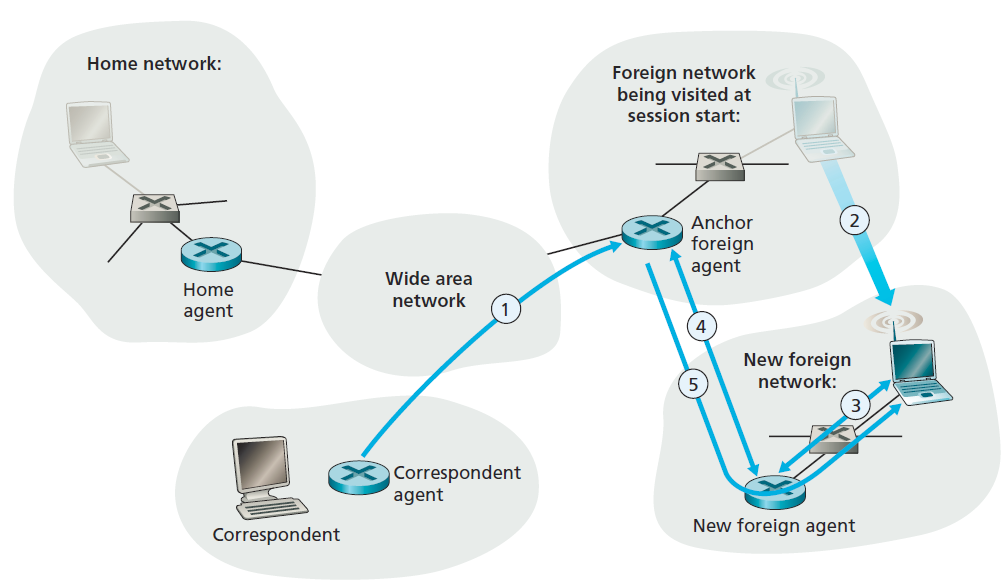 Home network:
Foreign network
being visited at
session start:
2
Anchor
foreign
agent
Home
agent
Wide area
network
1
4
New foreign
network:
5
3
Correspondent
agent
Correspondent
New foreign agent